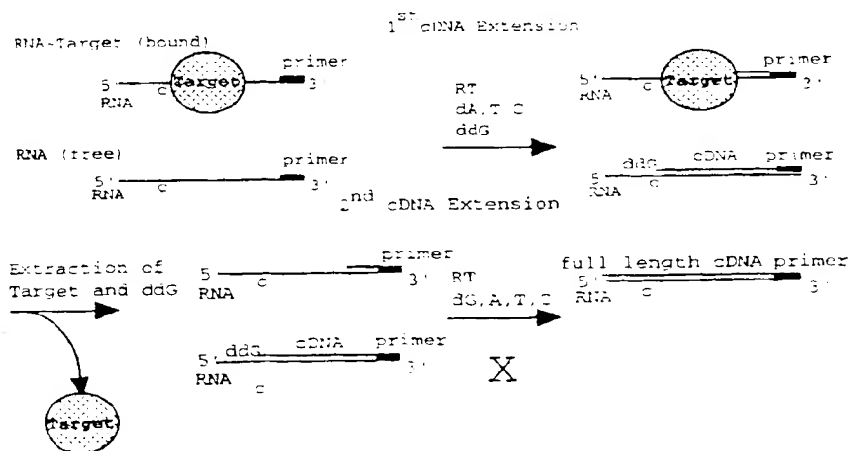 1st cDNA Extension
RNA-Target (bound)
primer
5'
RNA
c
Target
3'
RT
dA,T C
ddG
primer
c
Target
3'
5'
RNA
RNA (free)
primer
5'
RNA
c
3'
ddG
cDNA
primer
5'
RNA
c
3'
2nd cDNA Extension
Extraction of
Target and ddG
Target
primer
5
RNA
c
3'
ddG
cDNA
primer
5'
RNA
c
3'
RT
dG,A,T,C
X
full length cDNA primer
5'
RNA
c
3'